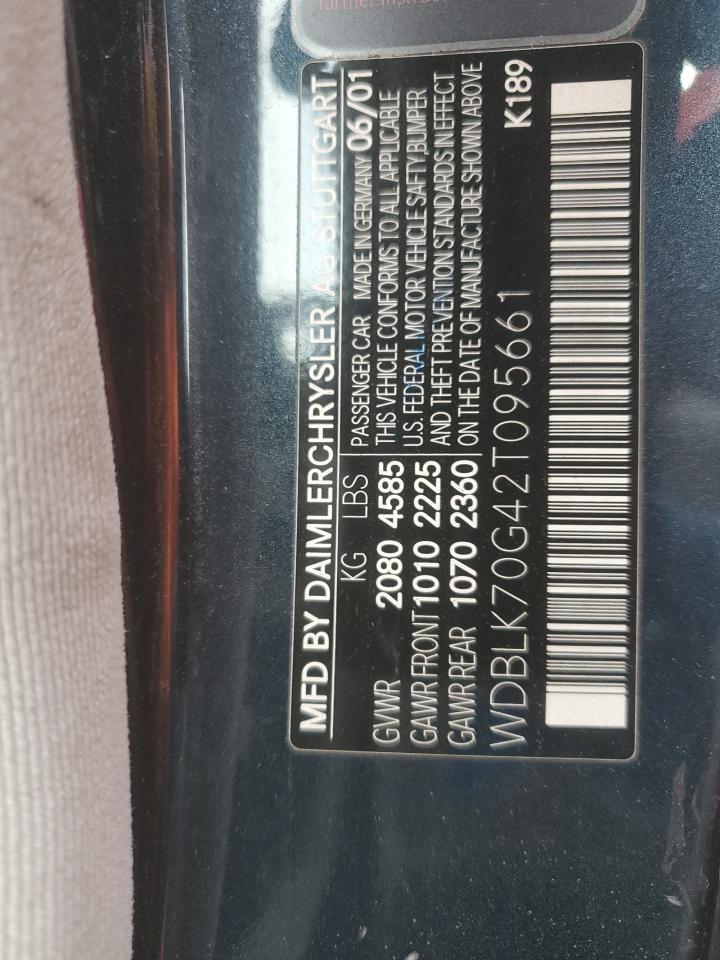 MFD BY DAIMLERCHRYSLER AG STUTTGART
KG LBS
GVWR 2080 4585
GAWR FRONT 1010 2225
GAWR REAR 1070 2360
PASSENGER CAR MADE IN GERMANY 06/01
THIS VEHICLE CONFORMS TO ALL APPLICABLE
U.S. FEDERAL MOTOR VEHICLE SAFETY, BUMPER
AND THEFT PREVENTION STANDARDS IN EFFECT
ON THE DATE OF MANUFACTURE SHOWN ABOVE
WDBLK70G42T095661 K189